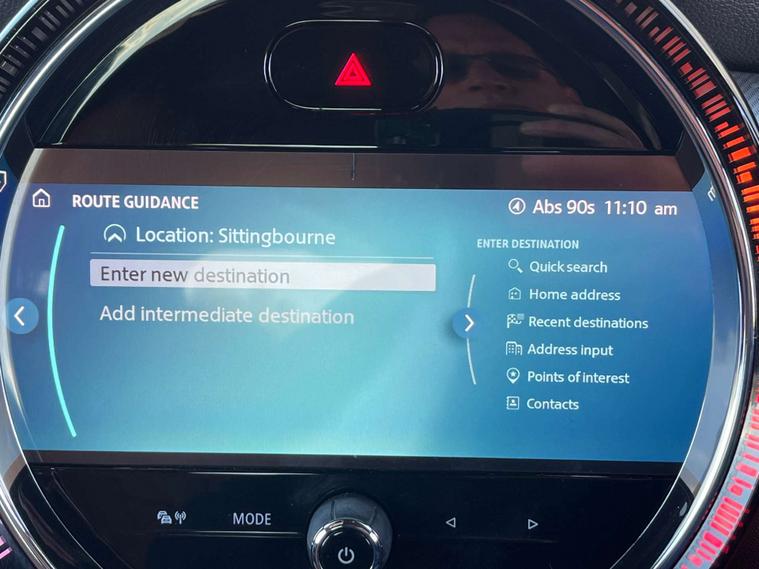 ROUTE GUIDANCE
Abs 90s 11:10 am
Location: Sittingbourne
Enter new destination
Add intermediate destination
ENTER DESTINATION
Quick search
Home address
Recent destinations
Address input
Points of interest
Contacts
MODE